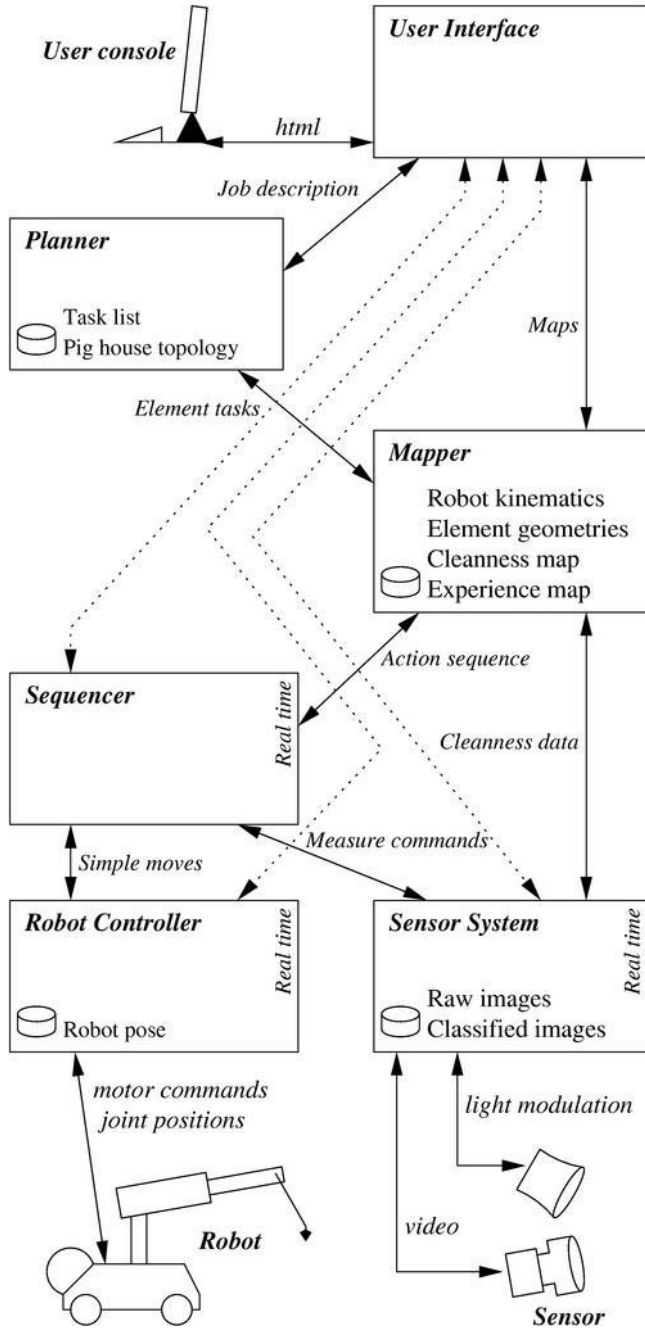 User Interface
User console
html
Job description
Planner
Task list
Pig house topology
Maps
Element tasks
Mapper
Robot kinematics
Element geometries
Cleanness map
Experience map
Action sequence
Sequencer
Real time
Cleanness data
Measure commands
Simple moves
Robot Controller
Real time
Robot pose
Sensor System
Real time
Raw images
Classified images
motor commands
joint positions
light modulation
Robot
video
Sensor